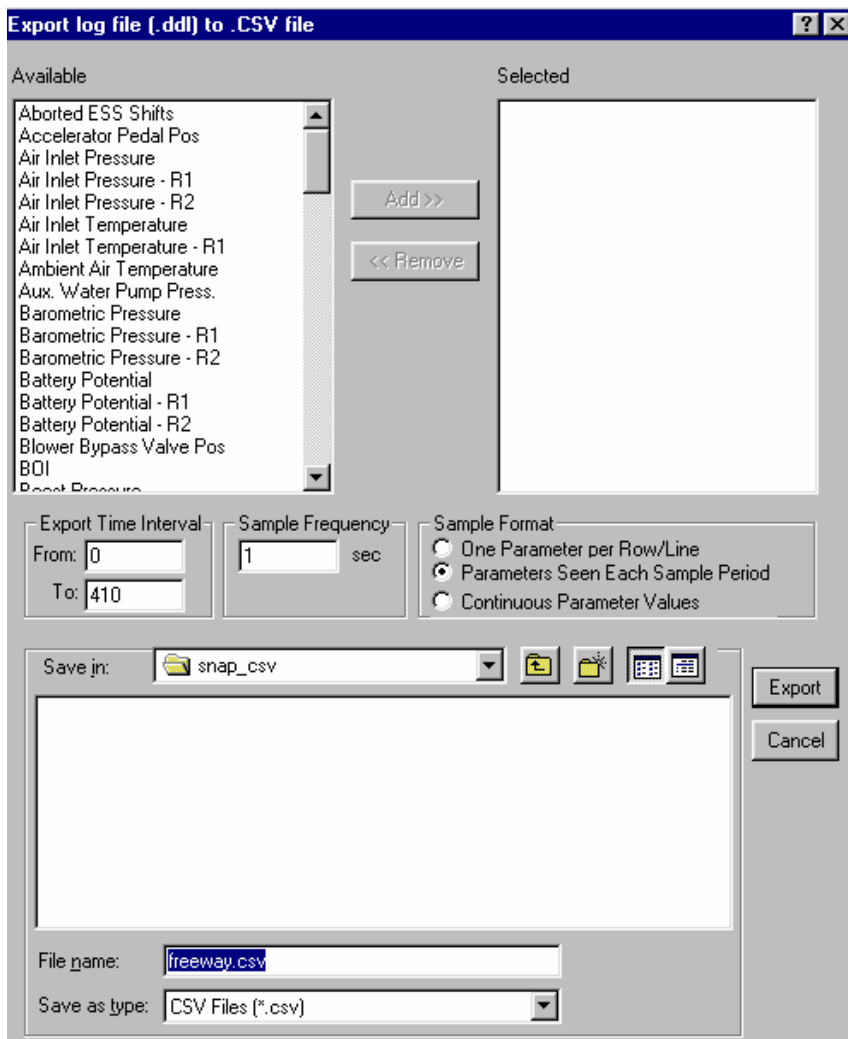 Export log file (.ddl) to .CSV file
Available
Selected
Aborted ESS Shifts
Accelerator Pedal Pos
Air Inlet Pressure
Air Inlet Pressure - R1
Air Inlet Pressure - R2
Air Inlet Temperature
Air Inlet Temperature - R1
Ambient Air Temperature
Aux. Water Pump Press.
Barometric Pressure
Barometric Pressure - R1
Barometric Pressure - R2
Battery Potential
Battery Potential - R1
Battery Potential - R2
Blower Bypass Valve Pos
BOI
Boost Pressure
Add >>
<< Remove
Export Time Interval
From: 0
To: 410
Sample Frequency
1 sec
Sample Format
One Parameter per Row/Line
Parameters Seen Each Sample Period
Continuous Parameter Values
Save in: snap_csv
Export
Cancel
File name: freeway.csv
Save as type: CSV Files (*.csv)